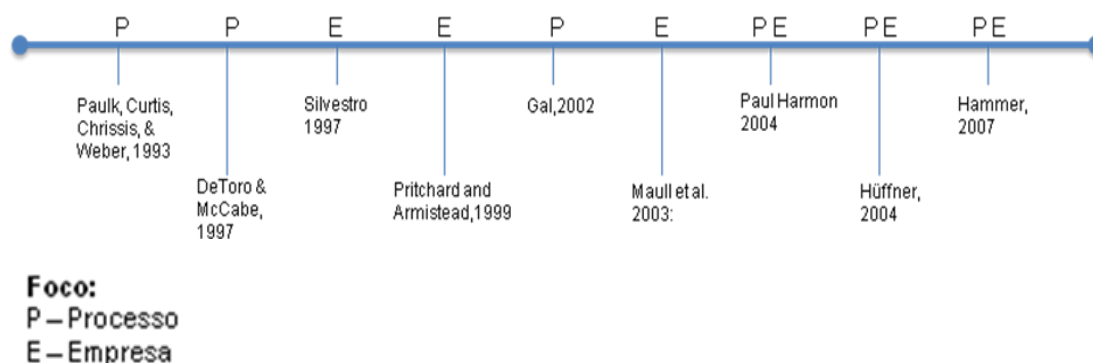 P P E E P E PE PE PE
Paulk, Curtis,
Chrissis, &
Weber, 1993
DeToro &
McCabe,
1997
Silvestro
1997
Pritchard and
Armistead,1999
Gal,2002
Maull et al.
2003:
Paul Harmon
2004
Hüffner,
2004
Hammer,
2007
Foco:
P – Processo
E – Empresa